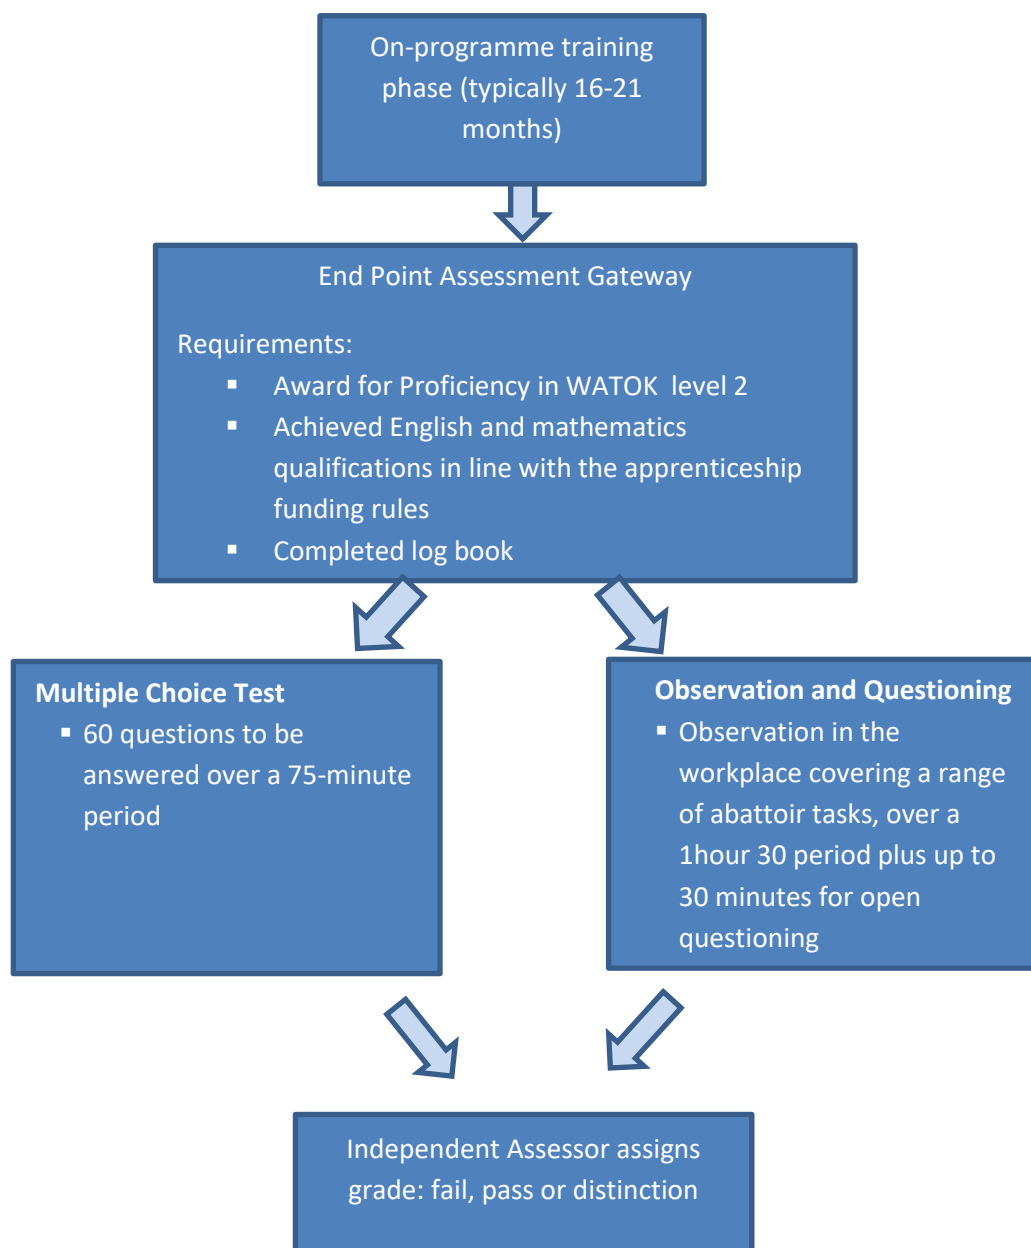 On-programme training
phase (typically 16-21
months)
End Point Assessment Gateway
Requirements:
▪ Award for Proficiency in WATOK  level 2
▪ Achieved English and mathematics
qualifications in line with the apprenticeship
funding rules
▪ Completed log book
Multiple Choice Test
▪ 60 questions to be
answered over a 75-minute
period
Observation and Questioning
▪ Observation in the
workplace covering a range
of abattoir tasks, over a
1hour 30 period plus up to
30 minutes for open
questioning
Independent Assessor assigns
grade: fail, pass or distinction